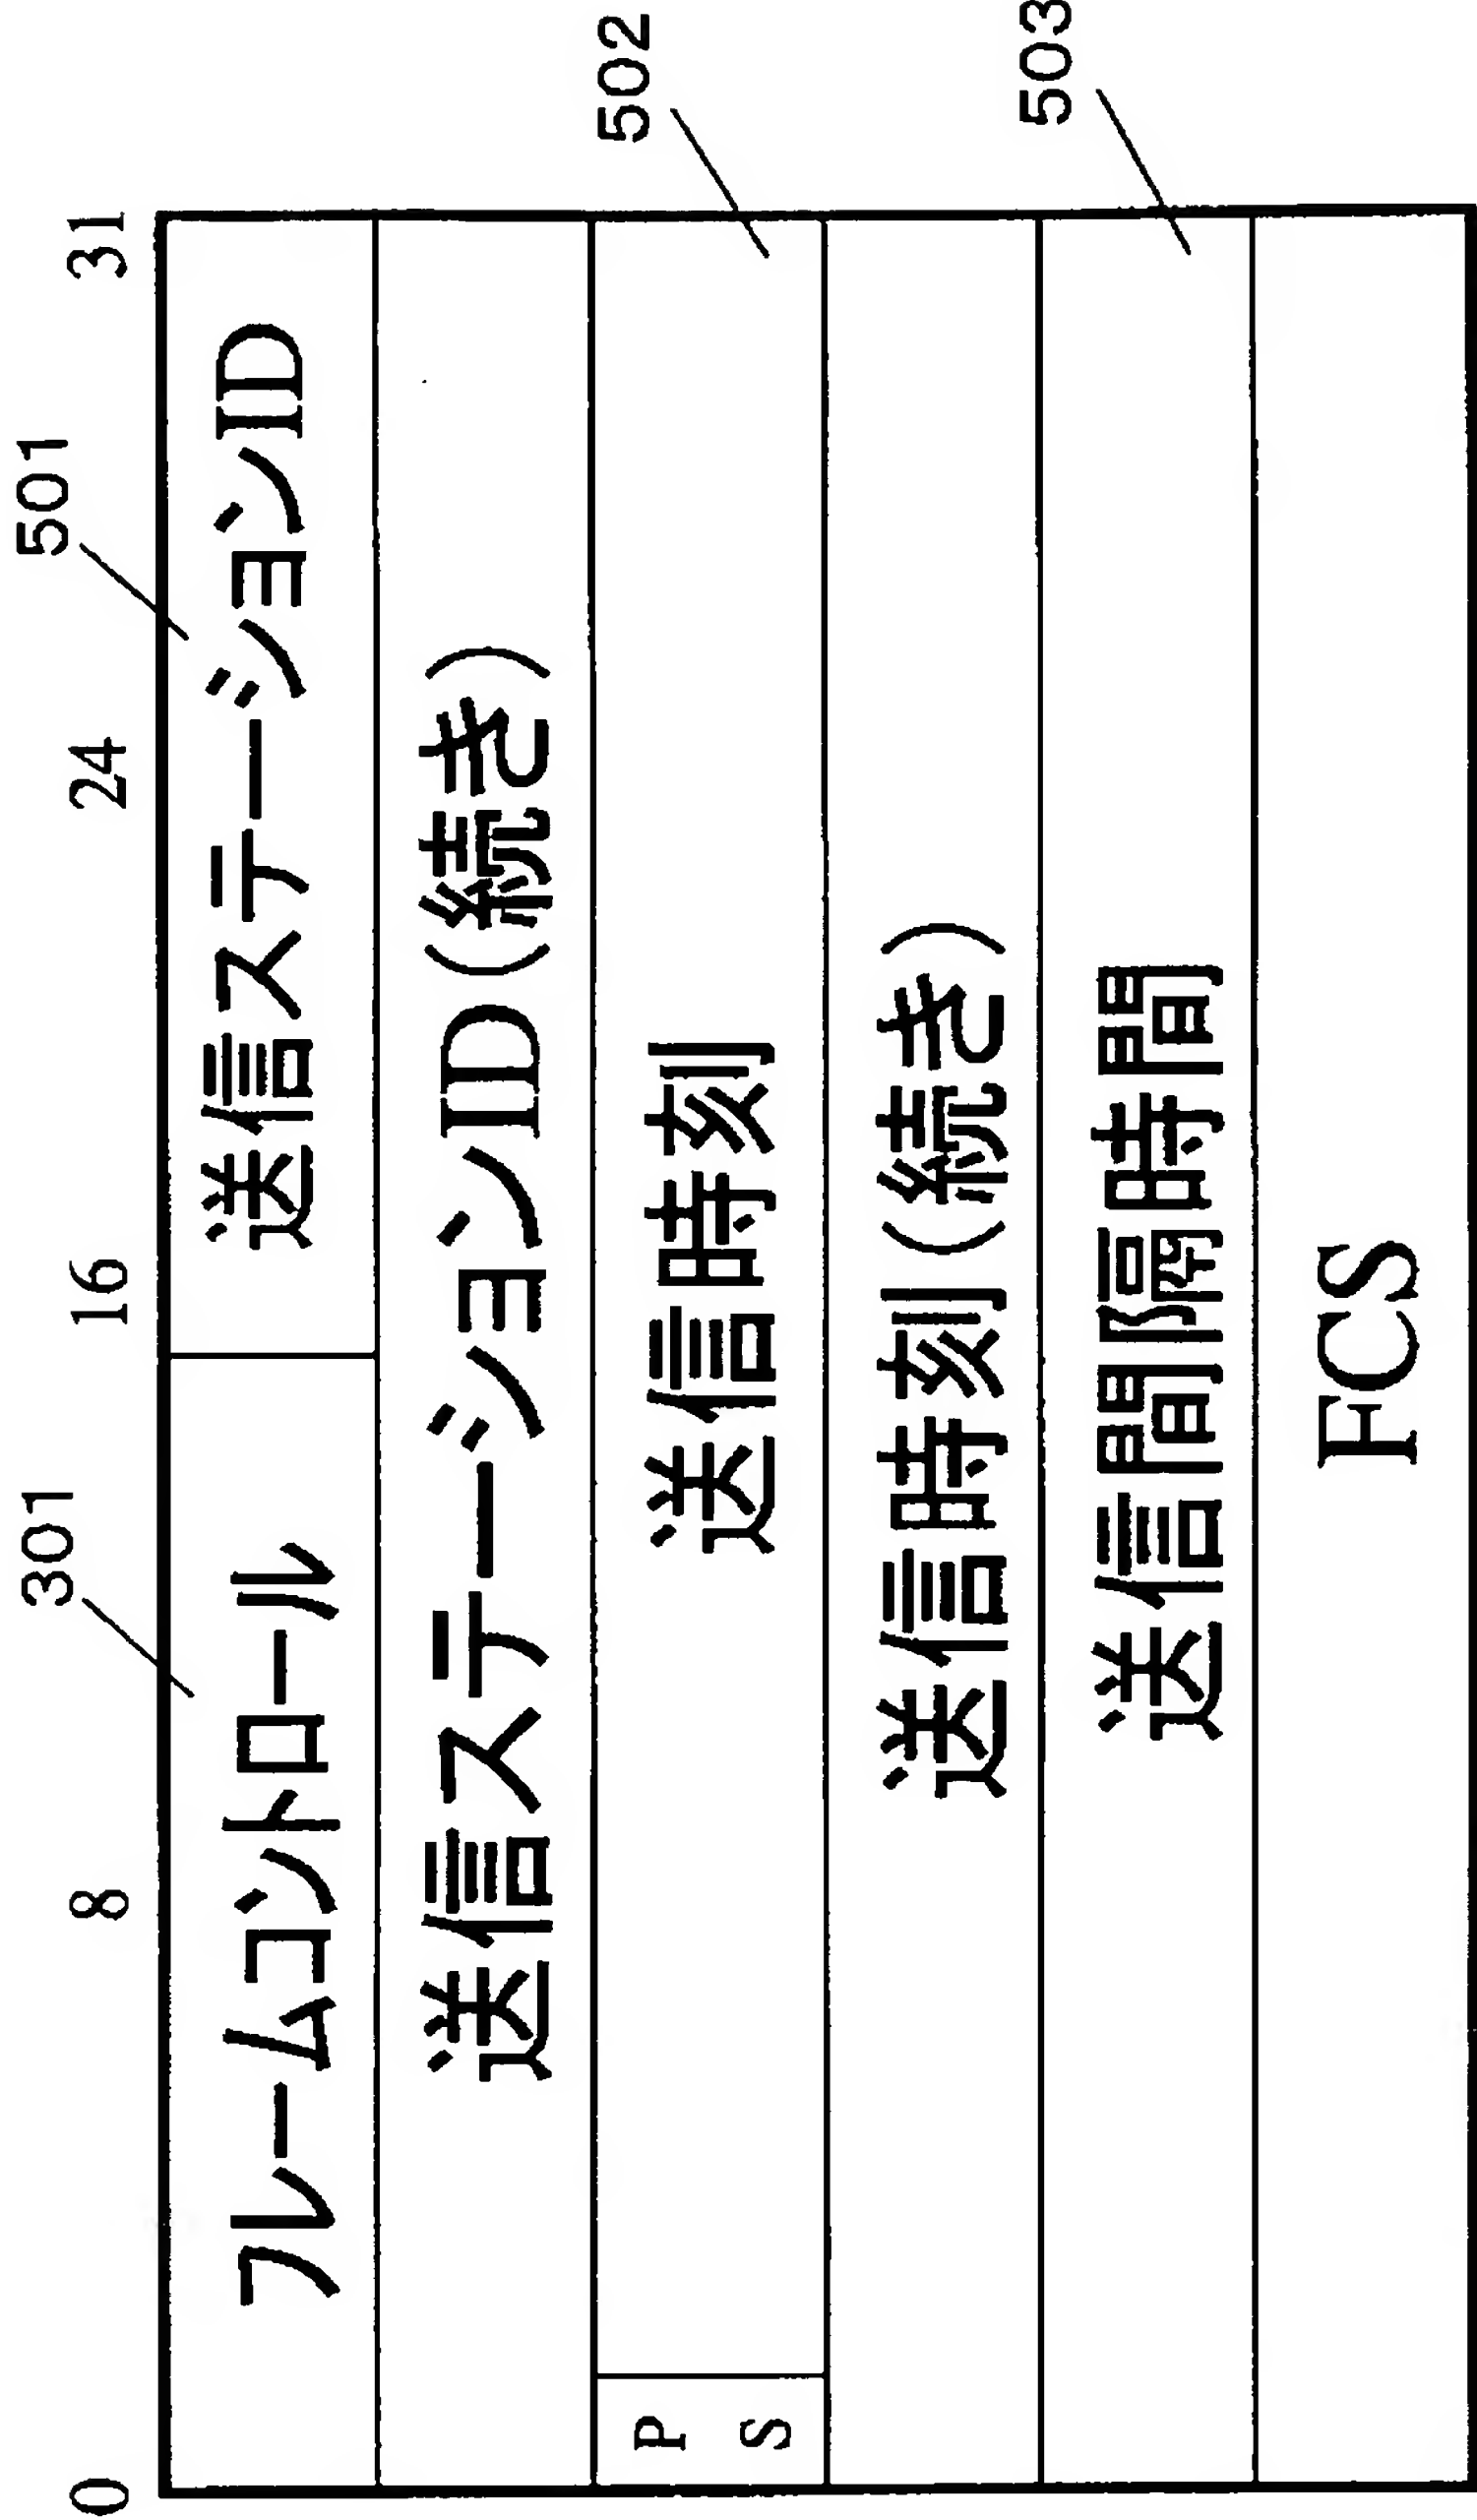 301 501
0 8 16 24 31
フレームコントロール 送信ステーションID
送信ステーションID(続き)
P
S
送信時刻
502
送信時刻(続き)
送信間隔時間
503
FCS